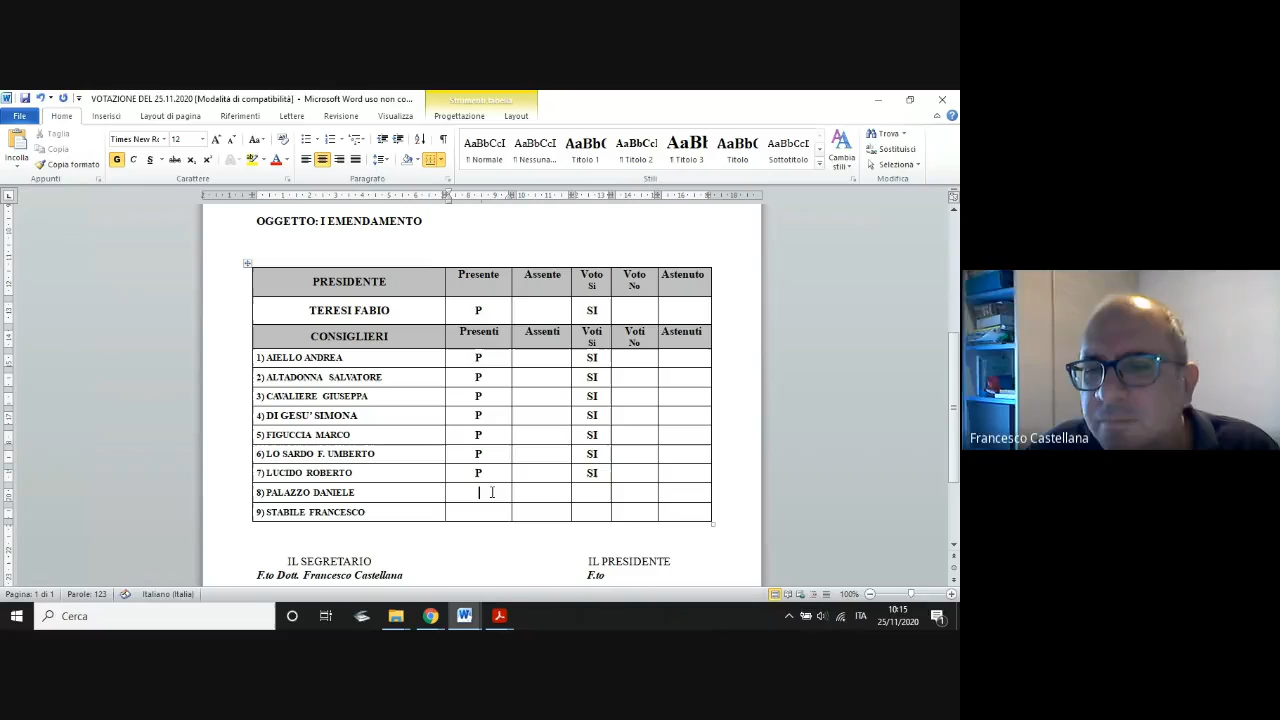 VOTAZIONE DEL 25.11.2020 [Modalità di compatibilità] - Microsoft Word uso non co...
Strumenti tabella
File Home Inserisci Layout di pagina Riferimenti Lettere Revisione Visualizza Progettazione Layout
Incolla
Taglia
Copia
Copia formato
Appunti
Times New Ro 12
Carattere
Paragrafo
AaBbCcI AaBbCcI AaBb( AaBbCc AaBbC AaBb( AaBbCcI
¶ Normale ¶ Nessuna... Titolo 1 ¶ Titolo 2 ¶ Titolo 3 Titolo Sottotitolo
Stili
Cambia stili
Trova
Sostituisci
Seleziona
Modifica
OGGETTO: I EMENDAMENTO
PRESIDENTE Presente Assente Voto Si Voto No Astenuto
TERESI FABIO P SI
CONSIGLIERI Presenti Assenti Voti Si Voti No Astenuti
1) AIELLO ANDREA P SI
2) ALTADONNA SALVATORE P SI
3) CAVALIERE GIUSEPPA P SI
4) DI GESU' SIMONA P SI
5) FIGUCCIA MARCO P SI
6) LO SARDO F. UMBERTO P SI
7) LUCIDO ROBERTO P SI
8) PALAZZO DANIELE
9) STABILE FRANCESCO
IL SEGRETARIO IL PRESIDENTE
F.to Dott. Francesco Castellana F.to
Pagina: 1 di 1 Parole: 123 Italiano (Italia) 100%
Cerca
ITA
10:15
25/11/2020
Francesco Castellana